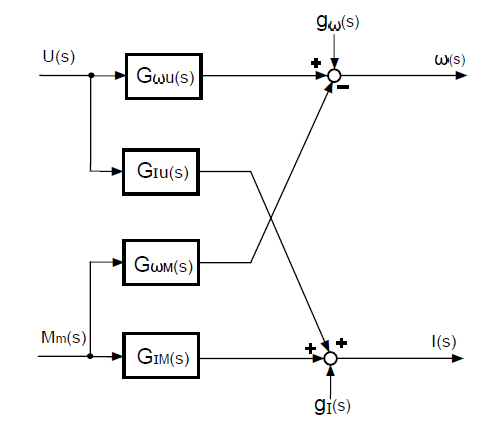 gω(s)
U(s)
ω(s)
+
Gωu(s)
−
GIu(s)
GωM(s)
Mm(s)
+
+
I(s)
GIM(s)
gI(s)